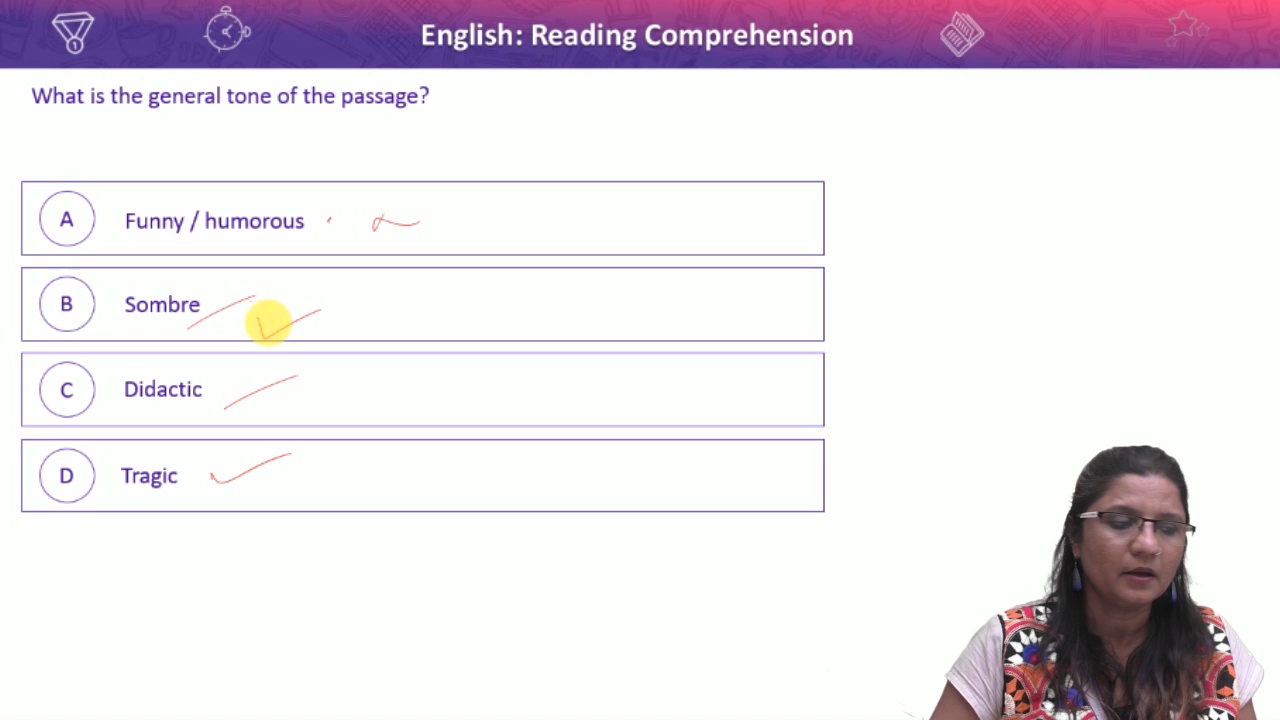 English: Reading Comprehension
What is the general tone of the passage?
A Funny / humorous
B Sombre
C Didactic
D Tragic